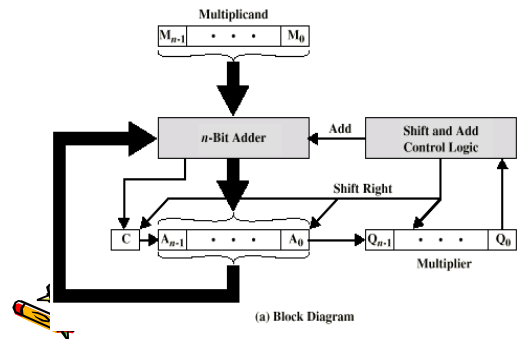 Multiplicand
Mn-1 • • • M0
n-Bit Adder
Add
Shift and Add
Control Logic
Shift Right
C
An-1 • • • A0
Qn-1 • • • Q0
Multiplier
(a) Block Diagram